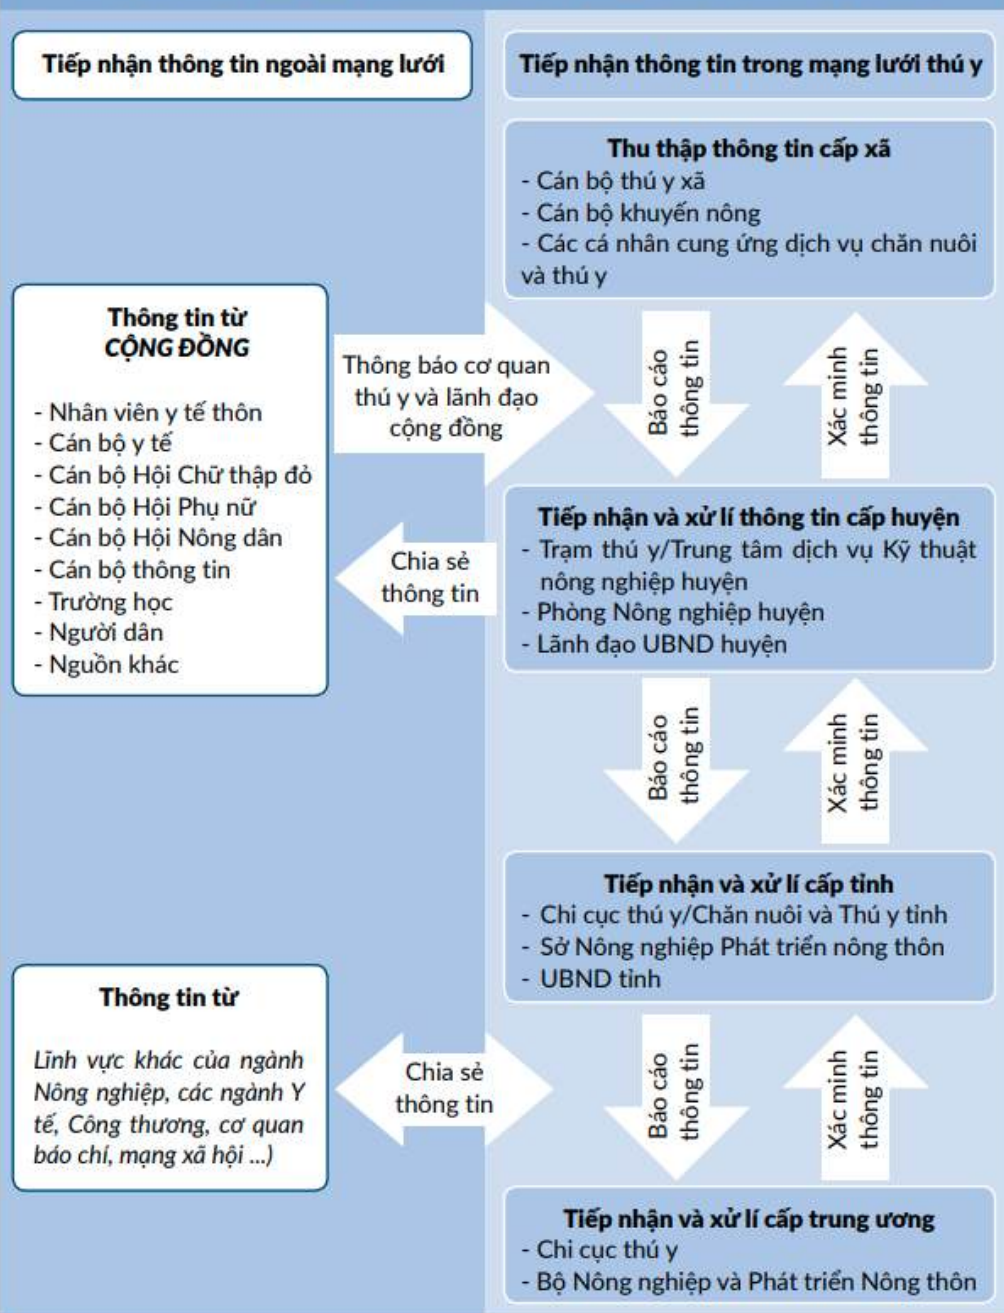 Tiếp nhận thông tin ngoài mạng lưới
Tiếp nhận thông tin trong mạng lưới thú y
Thu thập thông tin cấp xã
- Cán bộ thú y xã
- Cán bộ khuyến nông
- Các cá nhân cung ứng dịch vụ chăn nuôi
và thú y
Thông tin từ
CỘNG ĐỒNG
- Nhân viên y tế thôn
- Cán bộ y tế
- Cán bộ Hội Chữ thập đỏ
- Cán bộ Hội Phụ nữ
- Cán bộ Hội Nông dân
- Cán bộ thông tin
- Trường học
- Người dân
- Nguồn khác
Thông báo cơ quan
thú y và lãnh đạo
cộng đồng
Báo cáo
thông tin
Xác minh
thông tin
Chia sẻ
thông tin
Tiếp nhận và xử lí thông tin cấp huyện
- Trạm thú y/Trung tâm dịch vụ Kỹ thuật
nông nghiệp huyện
- Phòng Nông nghiệp huyện
- Lãnh đạo UBND huyện
Báo cáo
thông tin
Xác minh
thông tin
Tiếp nhận và xử lí cấp tỉnh
- Chi cục thú y/Chăn nuôi và Thú y tỉnh
- Sở Nông nghiệp Phát triển nông thôn
- UBND tỉnh
Thông tin từ
Lĩnh vực khác của ngành
Nông nghiệp, các ngành Y
tế, Công thương, cơ quan
báo chí, mạng xã hội ...)
Chia sẻ
thông tin
Báo cáo
thông tin
Xác minh
thông tin
Tiếp nhận và xử lí cấp trung ương
- Chi cục thú y
- Bộ Nông nghiệp và Phát triển Nông thôn